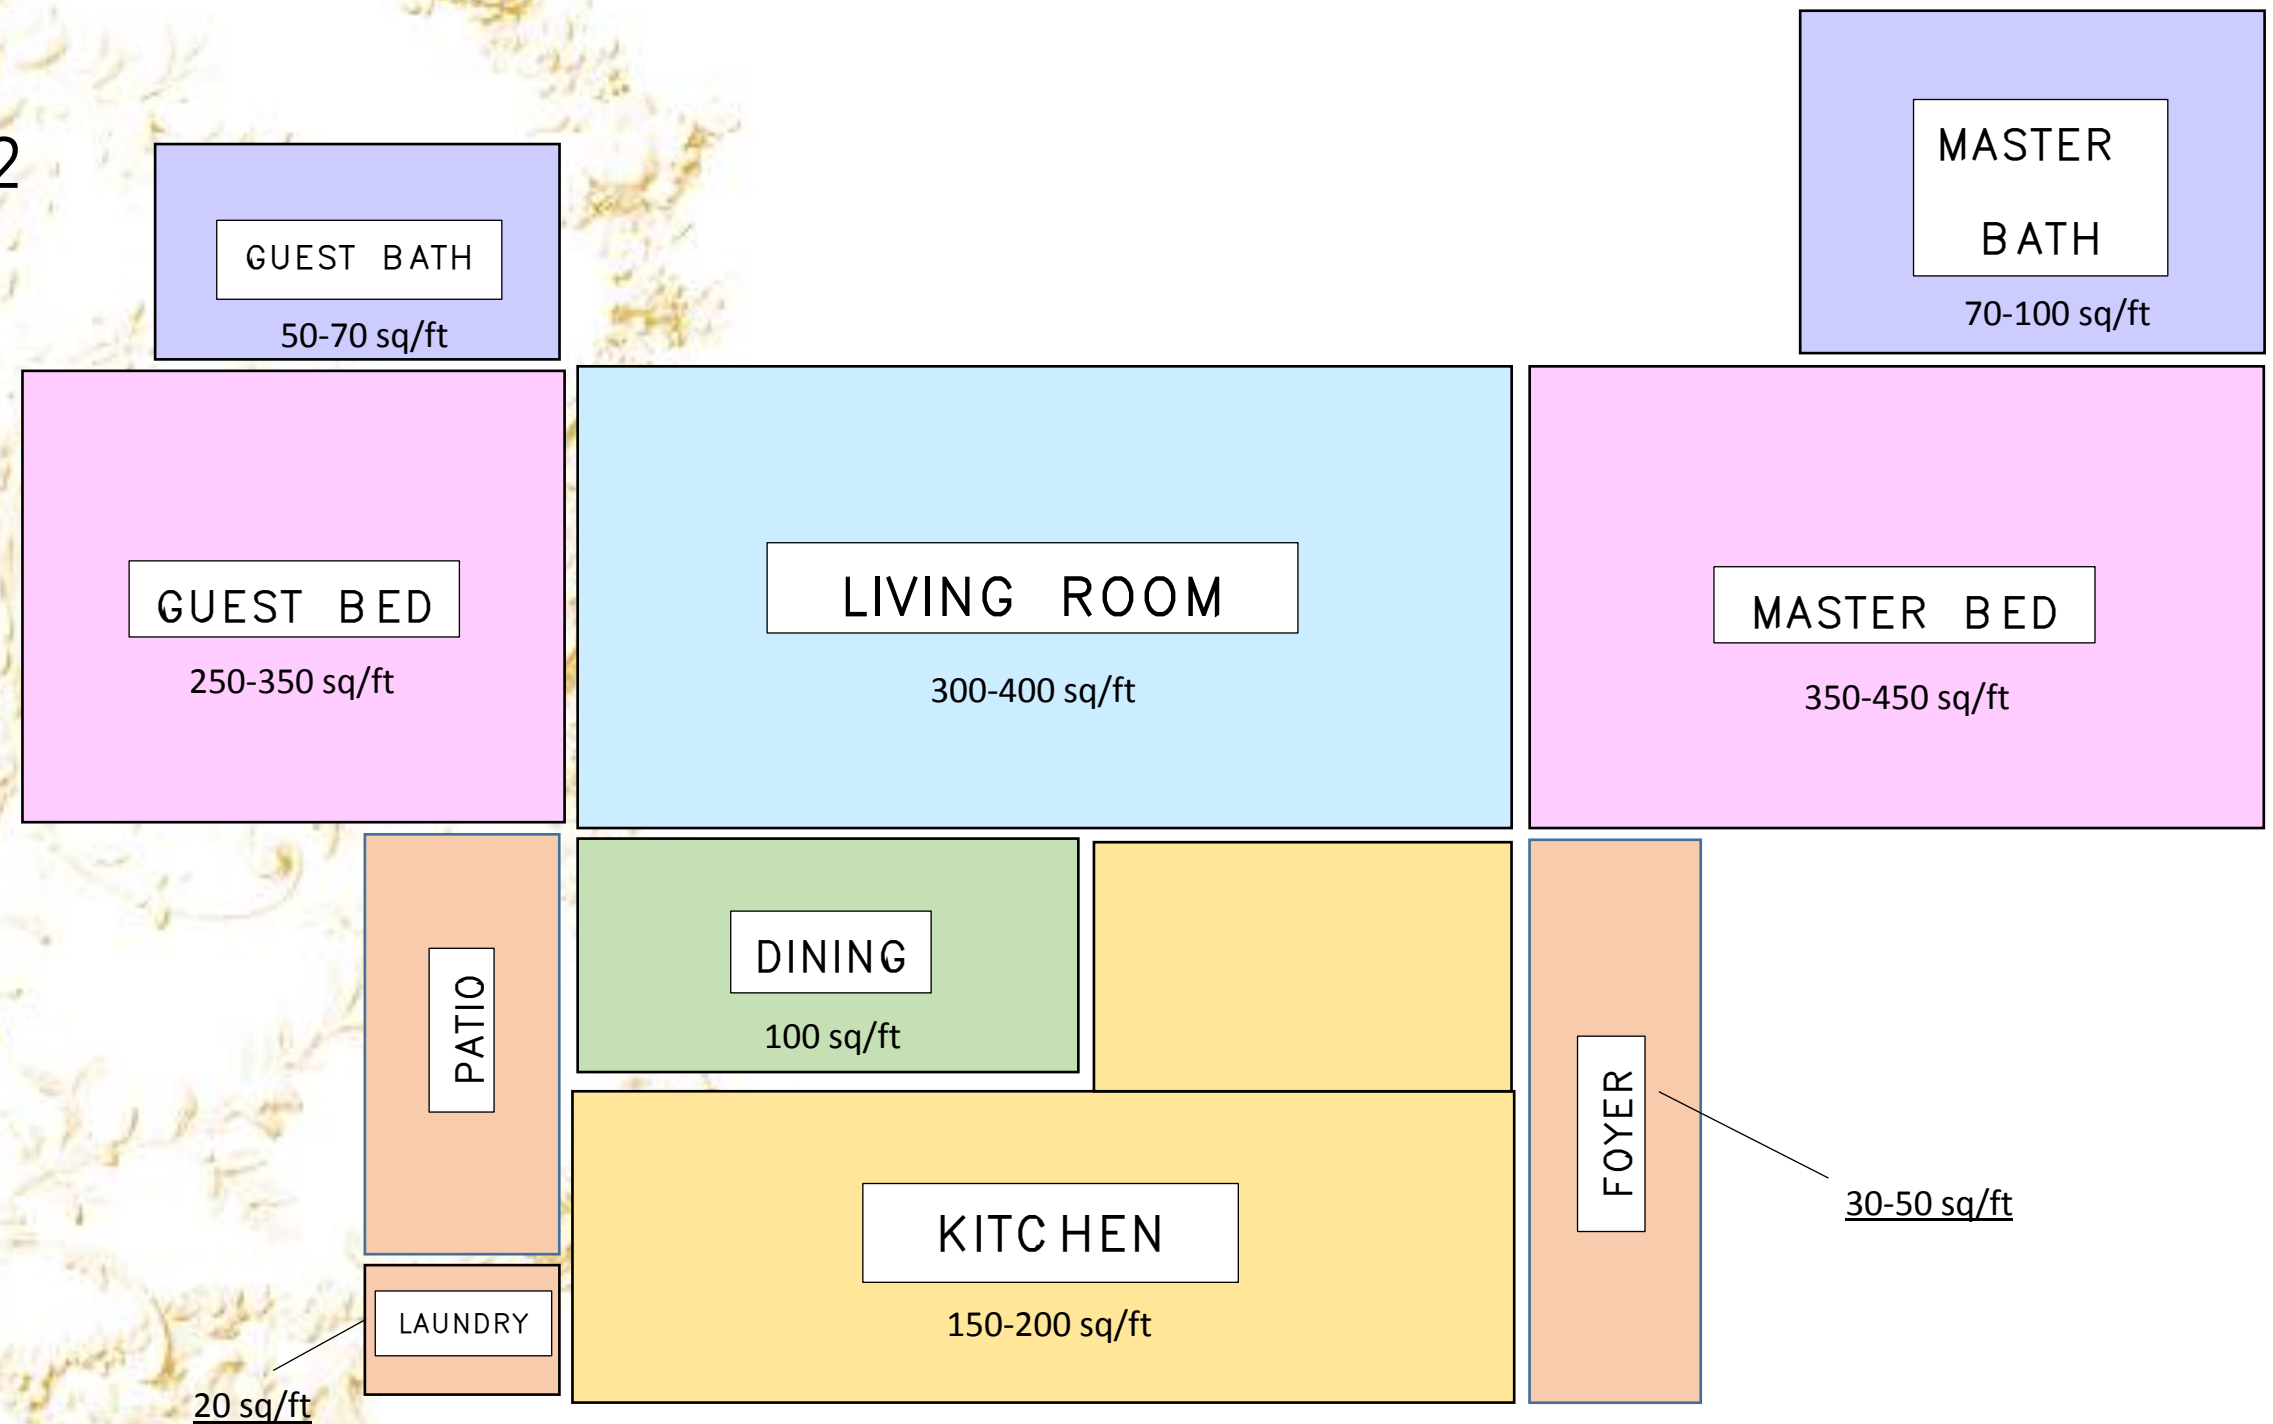 2
MASTER
BATH
70-100 sq/ft
GUEST BATH
50-70 sq/ft
GUEST BED
250-350 sq/ft
LIVING ROOM
300-400 sq/ft
MASTER BED
350-450 sq/ft
PATIO
DINING
100 sq/ft
FOYER
30-50 sq/ft
KITCHEN
150-200 sq/ft
LAUNDRY
20 sq/ft